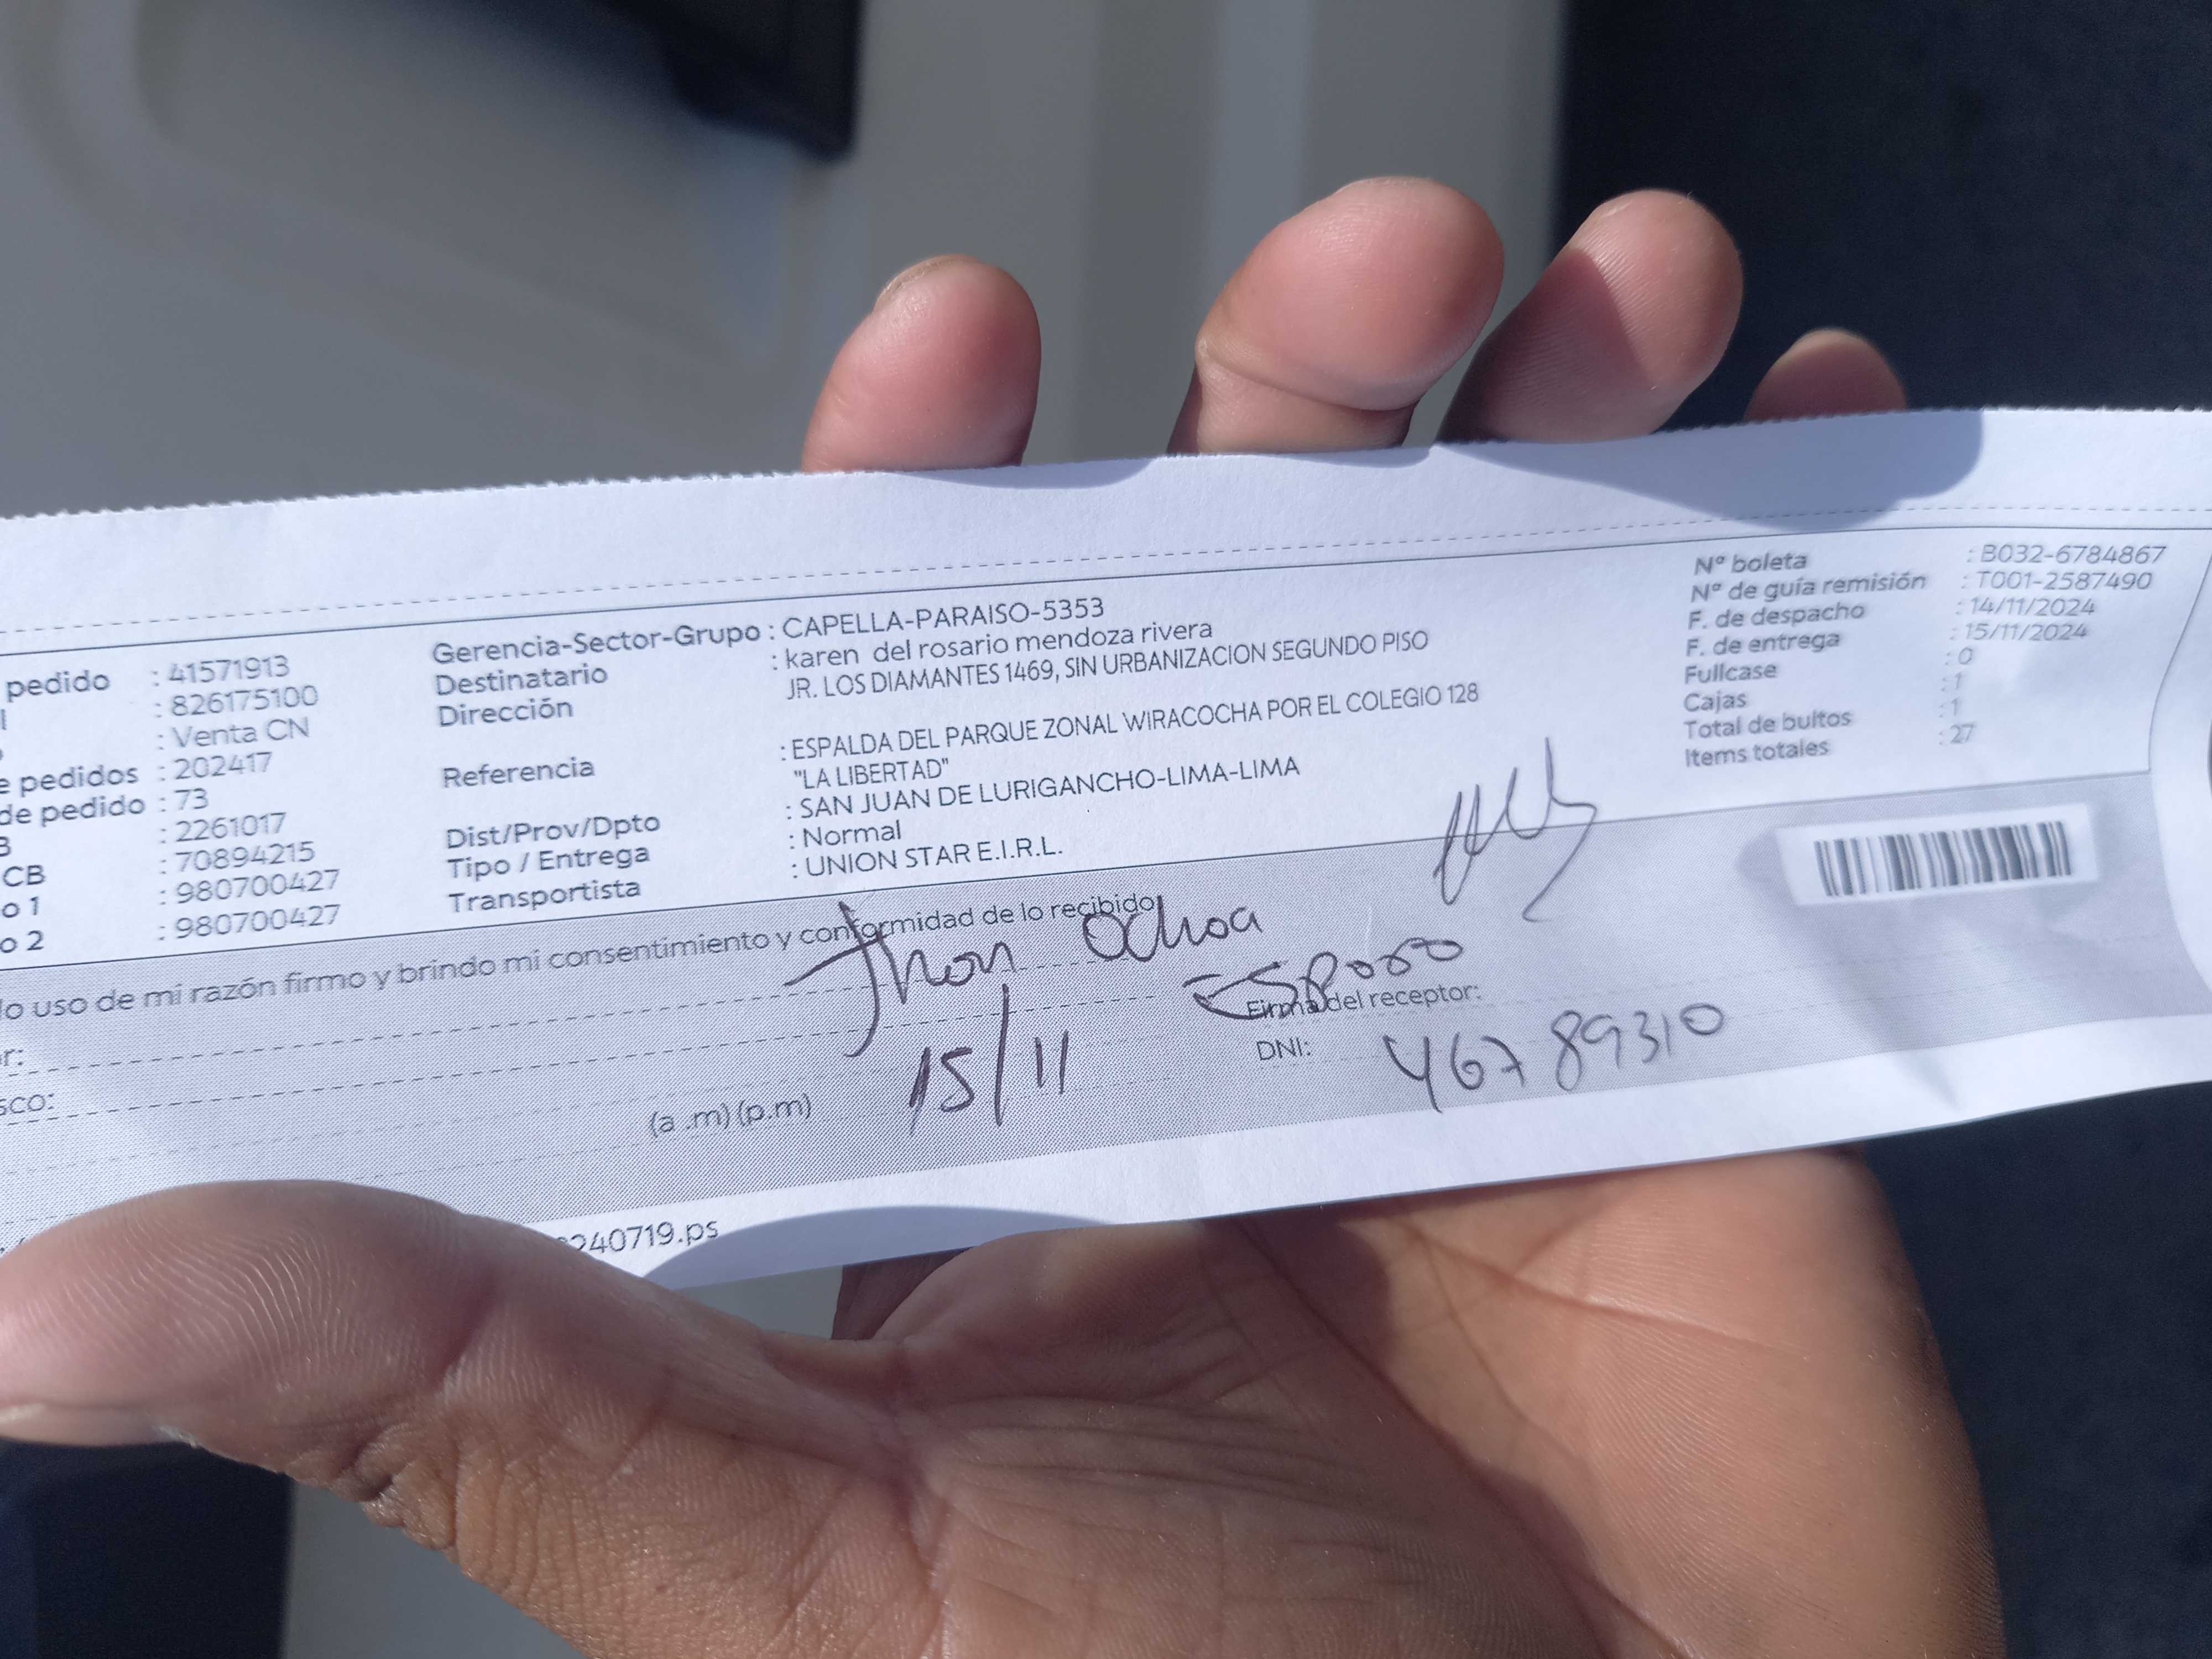 pedido : 41571913
: 826175100
: Venta CN
pedidos : 202417
de pedido : 73
: 2261017
CB : 70894215
o 1 : 980700427
o 2 : 980700427
Gerencia-Sector-Grupo : CAPELLA-PARAISO-5353
Destinatario : karen del rosario mendoza rivera
Dirección JR. LOS DIAMANTES 1469, SIN URBANIZACION SEGUNDO PISO
Referencia : ESPALDA DEL PARQUE ZONAL WIRACOCHA POR EL COLEGIO 128
"LA LIBERTAD"
Dist/Prov/Dpto : SAN JUAN DE LURIGANCHO-LIMA-LIMA
Tipo / Entrega : Normal
Transportista : UNION STAR E.I.R.L.
Nº boleta : B032-6784867
Nº de guía remisión : T001-2587490
F. de despacho : 14/11/2024
F. de entrega : 15/11/2024
Fullcase : 0
Cajas : 1
Total de bultos : 1
Items totales : 27
uso de mi razón firmo y brindo mi consentimiento y conformidad de lo recibido
Jhon Ochoa
Esposo
r:
Firma del receptor:
sco:
(a .m) (p.m)
15/11
DNI: 46789310
240719.ps